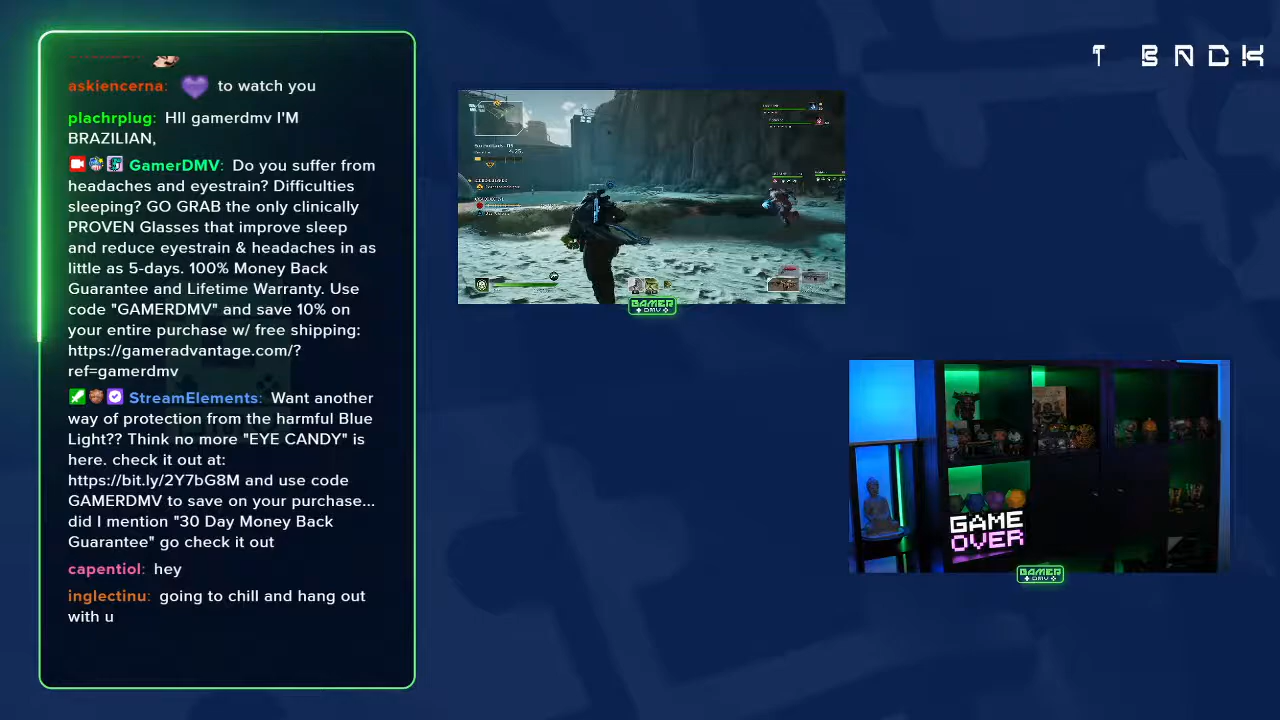 T BACK
askiencerna: to watch you
plachrplug: HII gamerdmv I'M
BRAZILIAN,
GamerDMV: Do you suffer from
headaches and eyestrain? Difficulties
sleeping? GO GRAB the only clinically
PROVEN Glasses that improve sleep
and reduce eyestrain & headaches in as
little as 5-days. 100% Money Back
Guarantee and Lifetime Warranty. Use
code "GAMERDMV" and save 10% on
your entire purchase w/ free shipping:
https://gameradvantage.com/?
ref=gamerdmv
StreamElements: Want another
way of protection from the harmful Blue
Light?? Think no more "EYE CANDY" is
here. check it out at:
https://bit.ly/2Y7bG8M and use code
GAMERDMV to save on your purchase...
did I mention "30 Day Money Back
Guarantee" go check it out
capentiol: hey
inglectinu: going to chill and hang out
with u
GAMER
DMV
GAME
OVER
GAMER
DMV